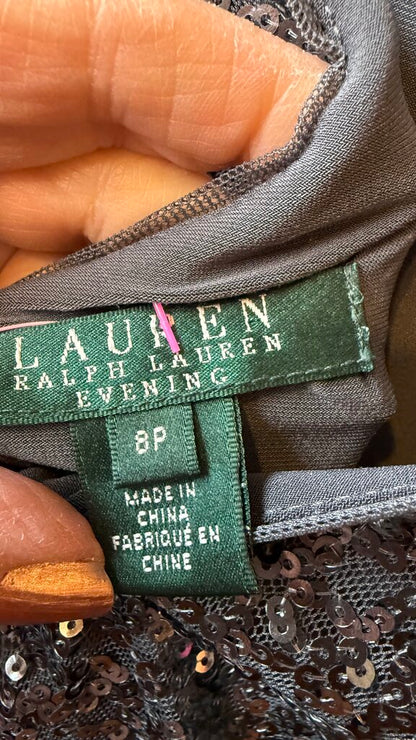 LAUREN
RALPH LAUREN
EVENING
8P
MADE IN
CHINA
FABRIQUÉ EN
CHINE